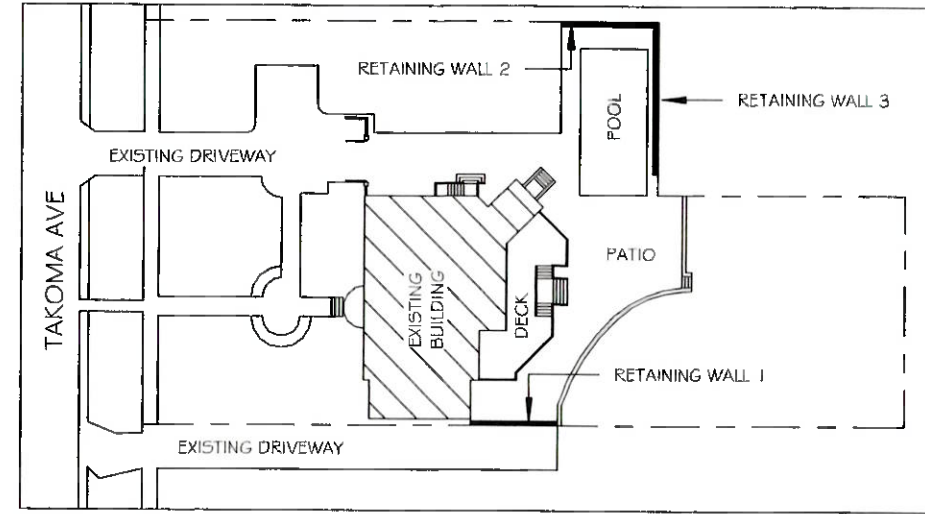 RETAINING WALL 2
RETAINING WALL 3
POOL
EXISTING DRIVEWAY
TAKOMA AVE
PATIO
EXISTING
BUILDING
DECK
RETAINING WALL 1
EXISTING DRIVEWAY